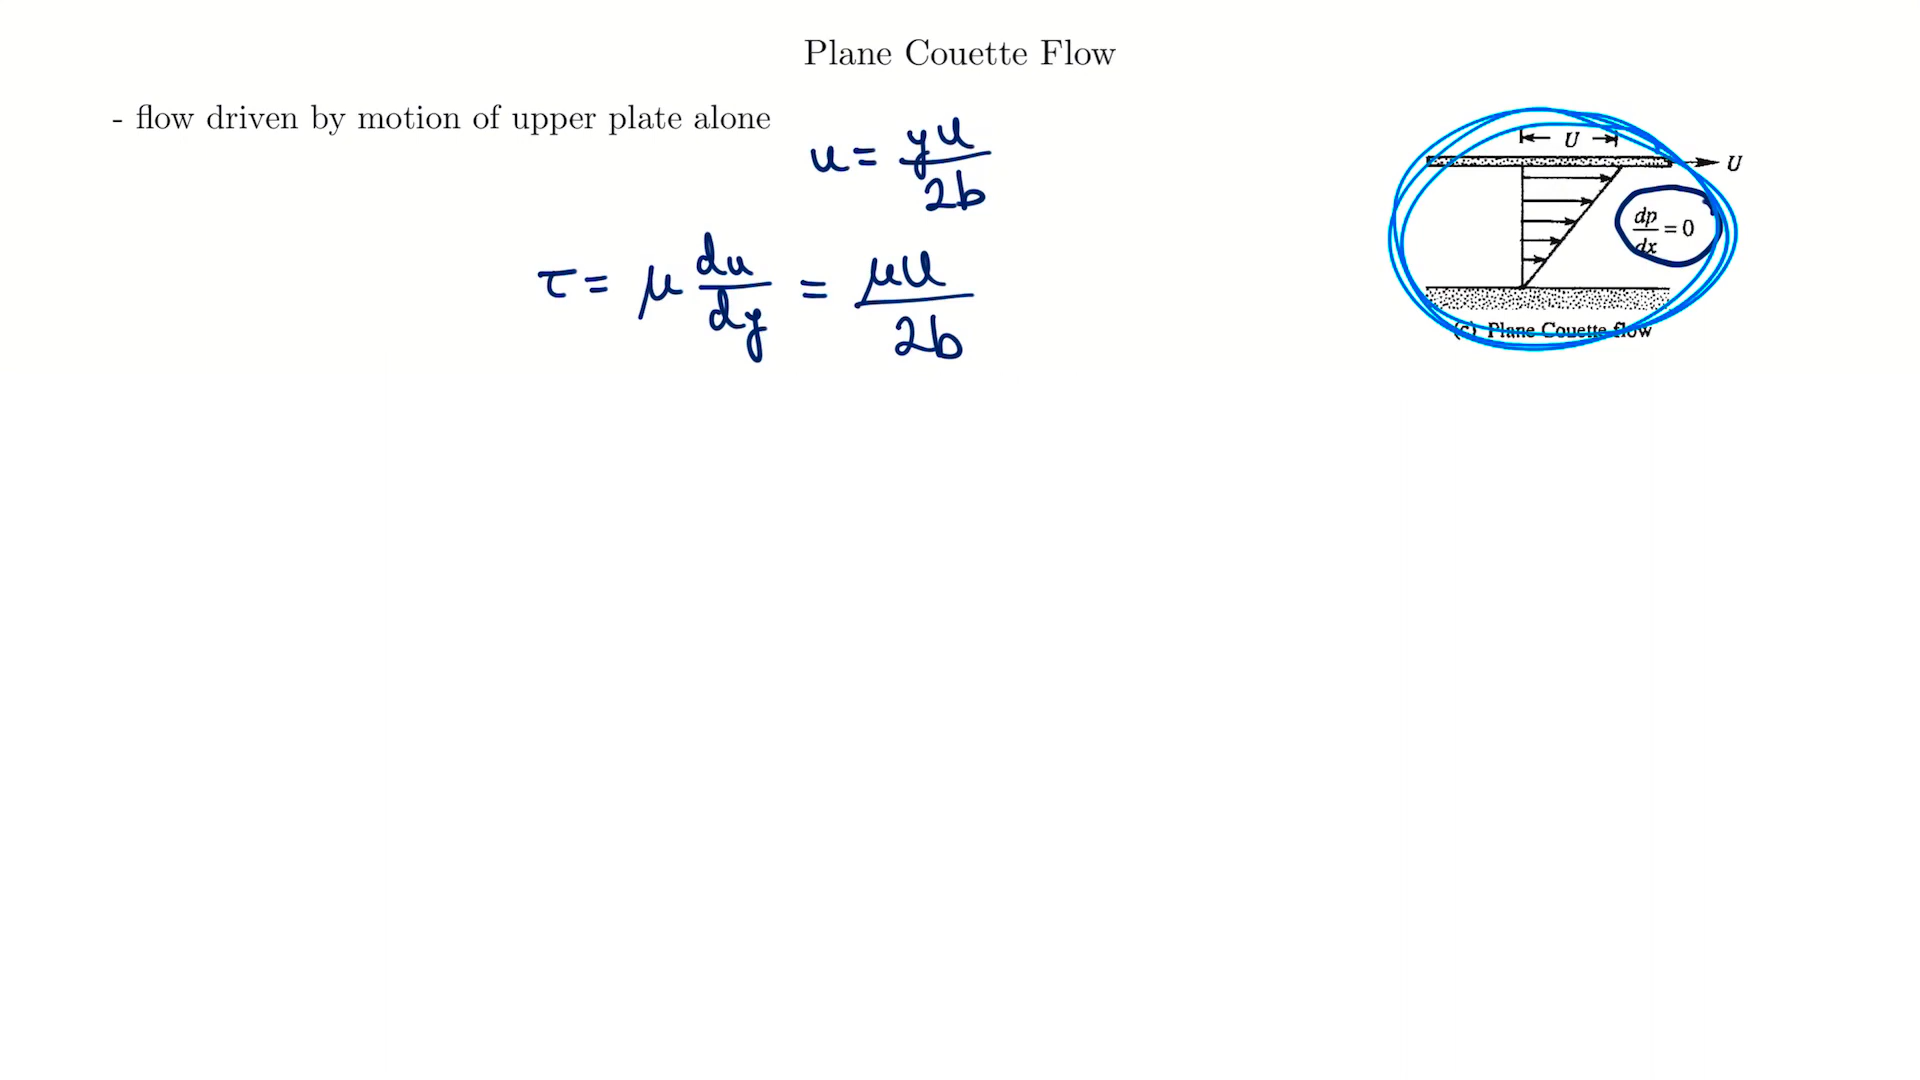 Plane Couette Flow
- flow driven by motion of upper plate alone
u = yU/2b
τ = μ du/dy = μU/2b
U
U
dp/dx = 0
(c) Plane Couette flow